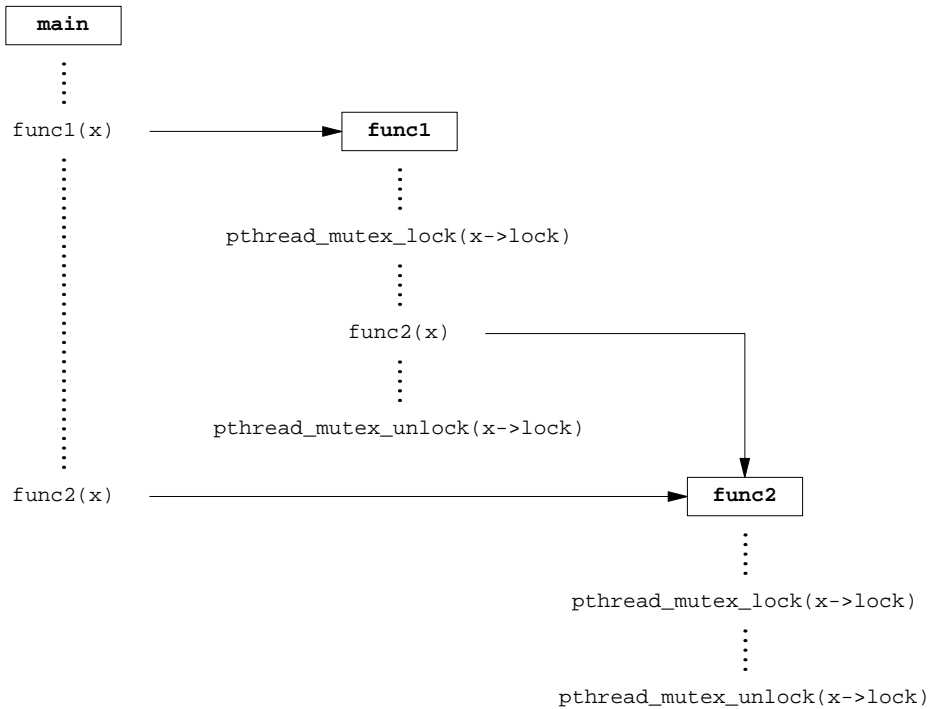 main
func1(x)
func1
pthread_mutex_lock(x->lock)
func2(x)
pthread_mutex_unlock(x->lock)
func2(x)
func2
pthread_mutex_lock(x->lock)
pthread_mutex_unlock(x->lock)